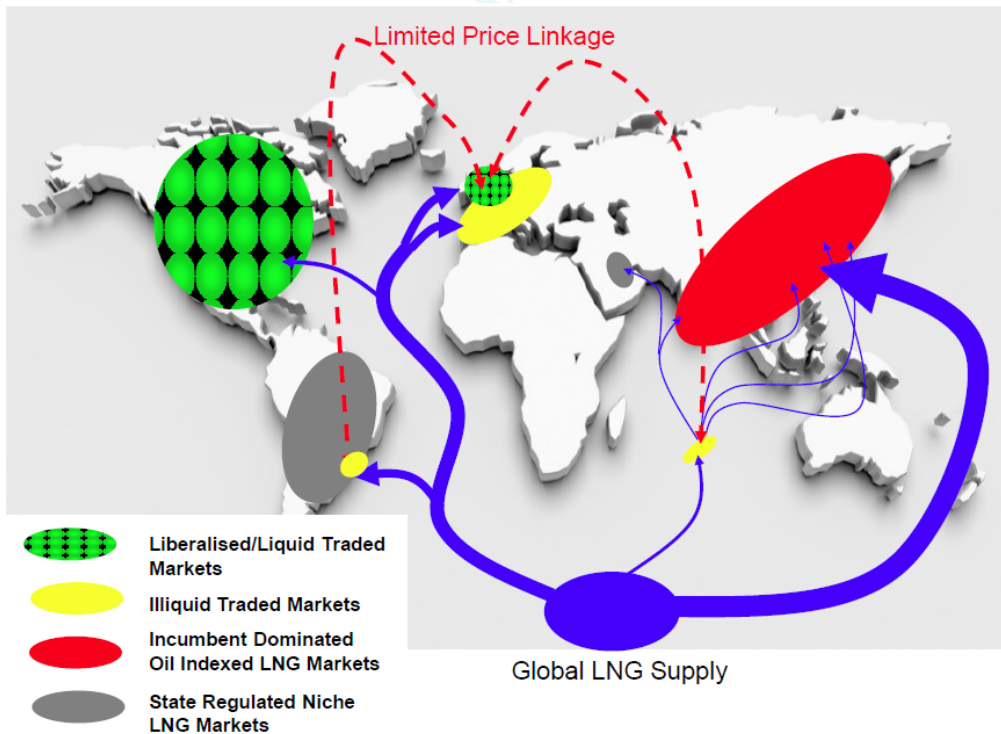 Limited Price Linkage
Liberalised/Liquid Traded
Markets
Illiquid Traded Markets
Incumbent Dominated
Oil Indexed LNG Markets
State Regulated Niche
LNG Markets
Global LNG Supply